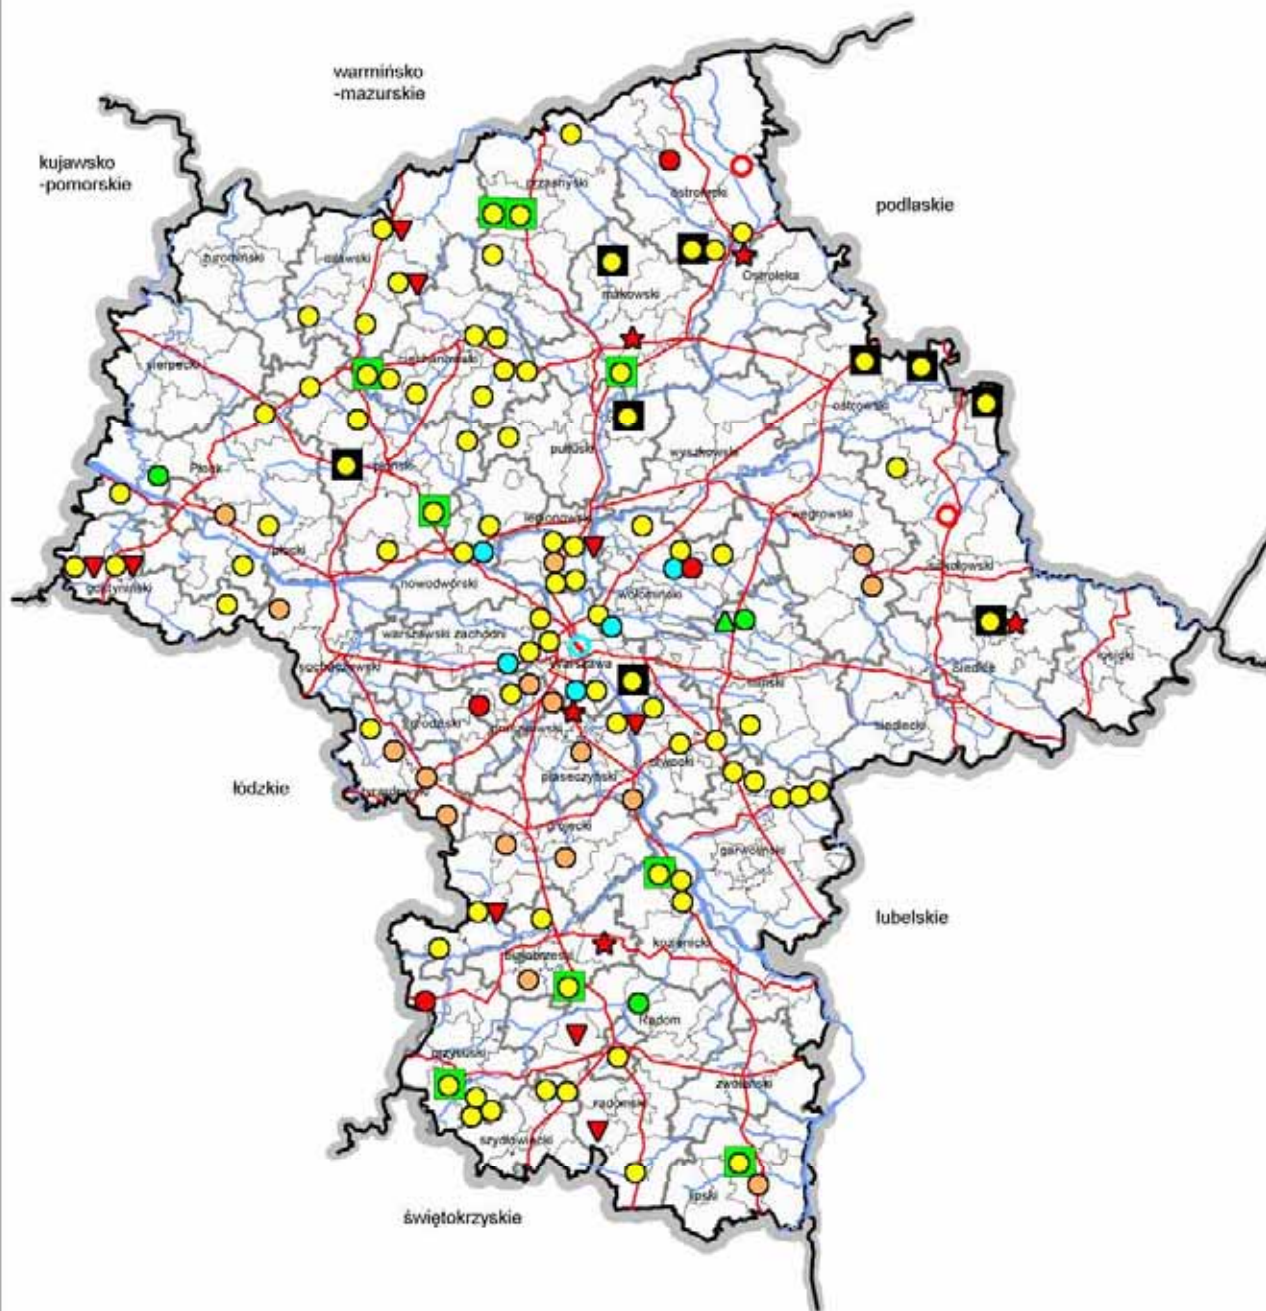 warmińsko
-mazurskie
kujawsko
-pomorskie
przasnyski
ostrołęcki
podlaskie
żuromiński
mławski
Ostrołęka
makowski
ciechanowski
sierpecki
ostrowski
pułtuski
wyszkowski
Płock
płoński
węgrowski
legionowski
płocki
sokołowski
nowodworski
gostyniński
wołomiński
warszawski zachodni
sochaczewski
Warszawa
Siedlce
łosicki
miński
grodziski
pruszkowski
siedlecki
otwocki
piaseczyński
łódzkie
żyrardowski
grójecki
garwoliński
lubelskie
kozienicki
białobrzeski
Radom
przysuski
zwoleński
radomski
szydłowiecki
lipski
świętokrzyskie